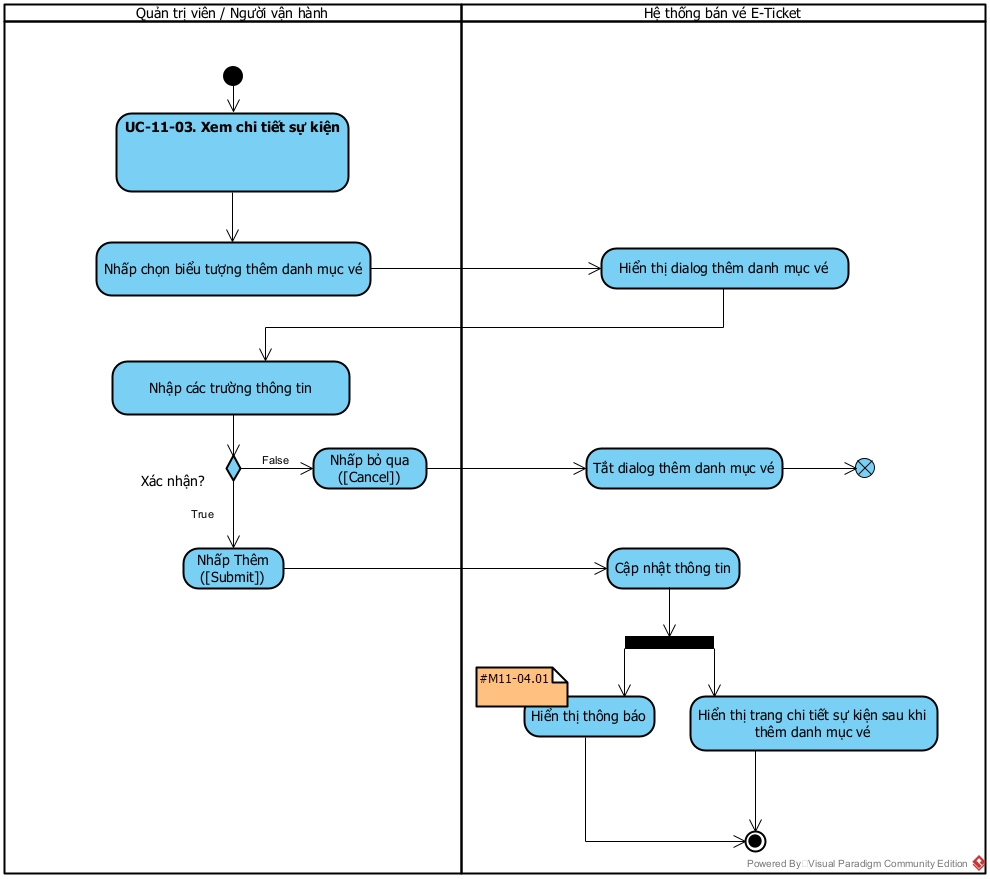 Quản trị viên / Người vận hành
Hệ thống bán vé E-Ticket
UC-11-03. Xem chi tiết sự kiện
Nhấp chọn biểu tượng thêm danh mục vé
Hiển thị dialog thêm danh mục vé
Nhập các trường thông tin
Xác nhận?
False
Nhấp bỏ qua
([Cancel])
Tắt dialog thêm danh mục vé
True
Nhấp Thêm
([Submit])
Cập nhật thông tin
#M11-04.01
Hiển thị thông báo
Hiển thị trang chi tiết sự kiện sau khi
thêm danh mục vé
Powered By Visual Paradigm Community Edition